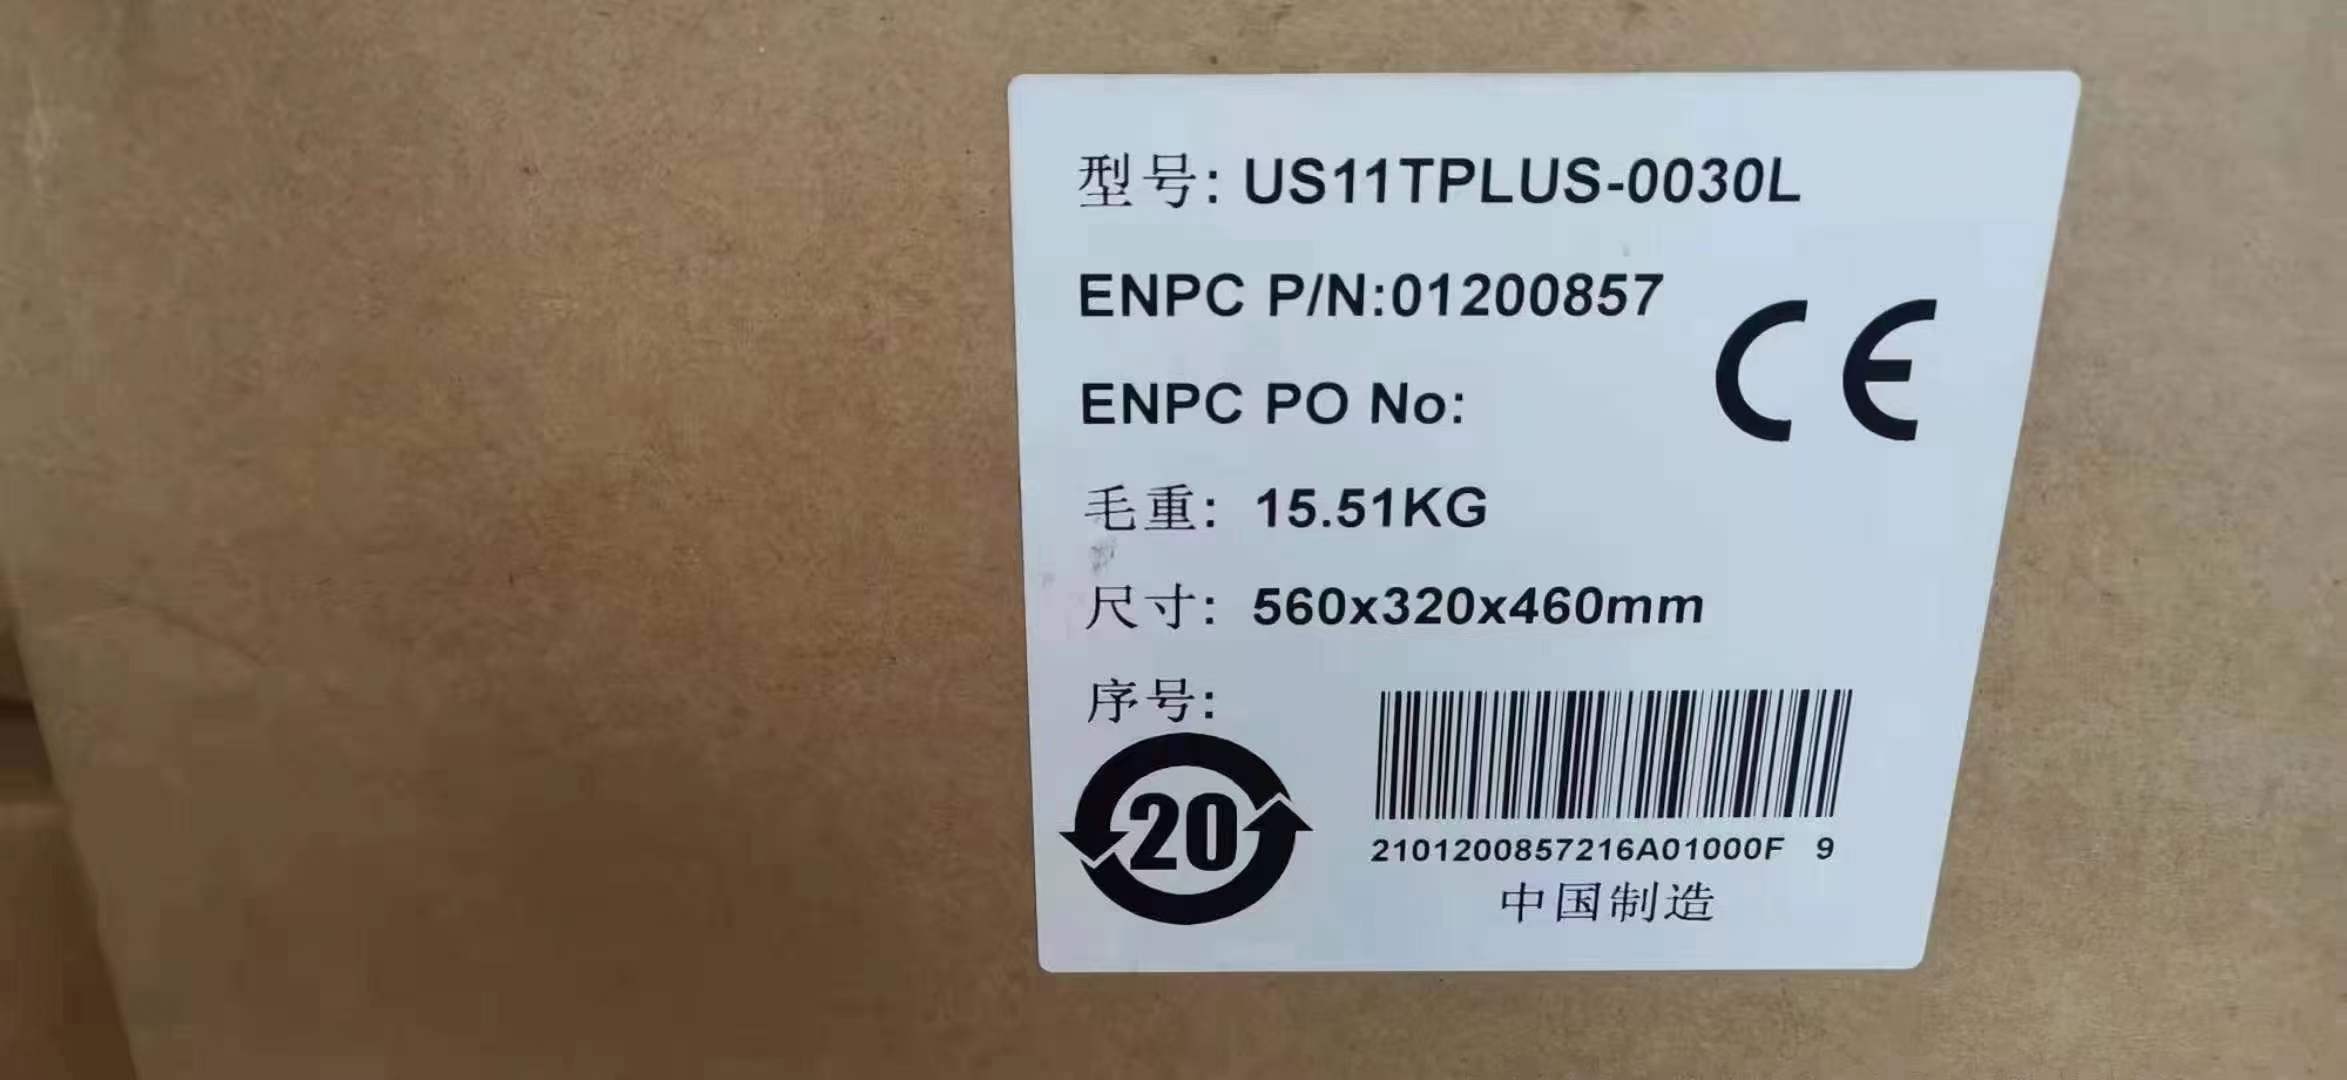 型号: US11TPLUS-0030L
ENPC P/N:01200857
CE
ENPC PO No:
毛重: 15.51KG
尺寸: 560x320x460mm
序号:
20
2101200857216A01000F 9
中国制造